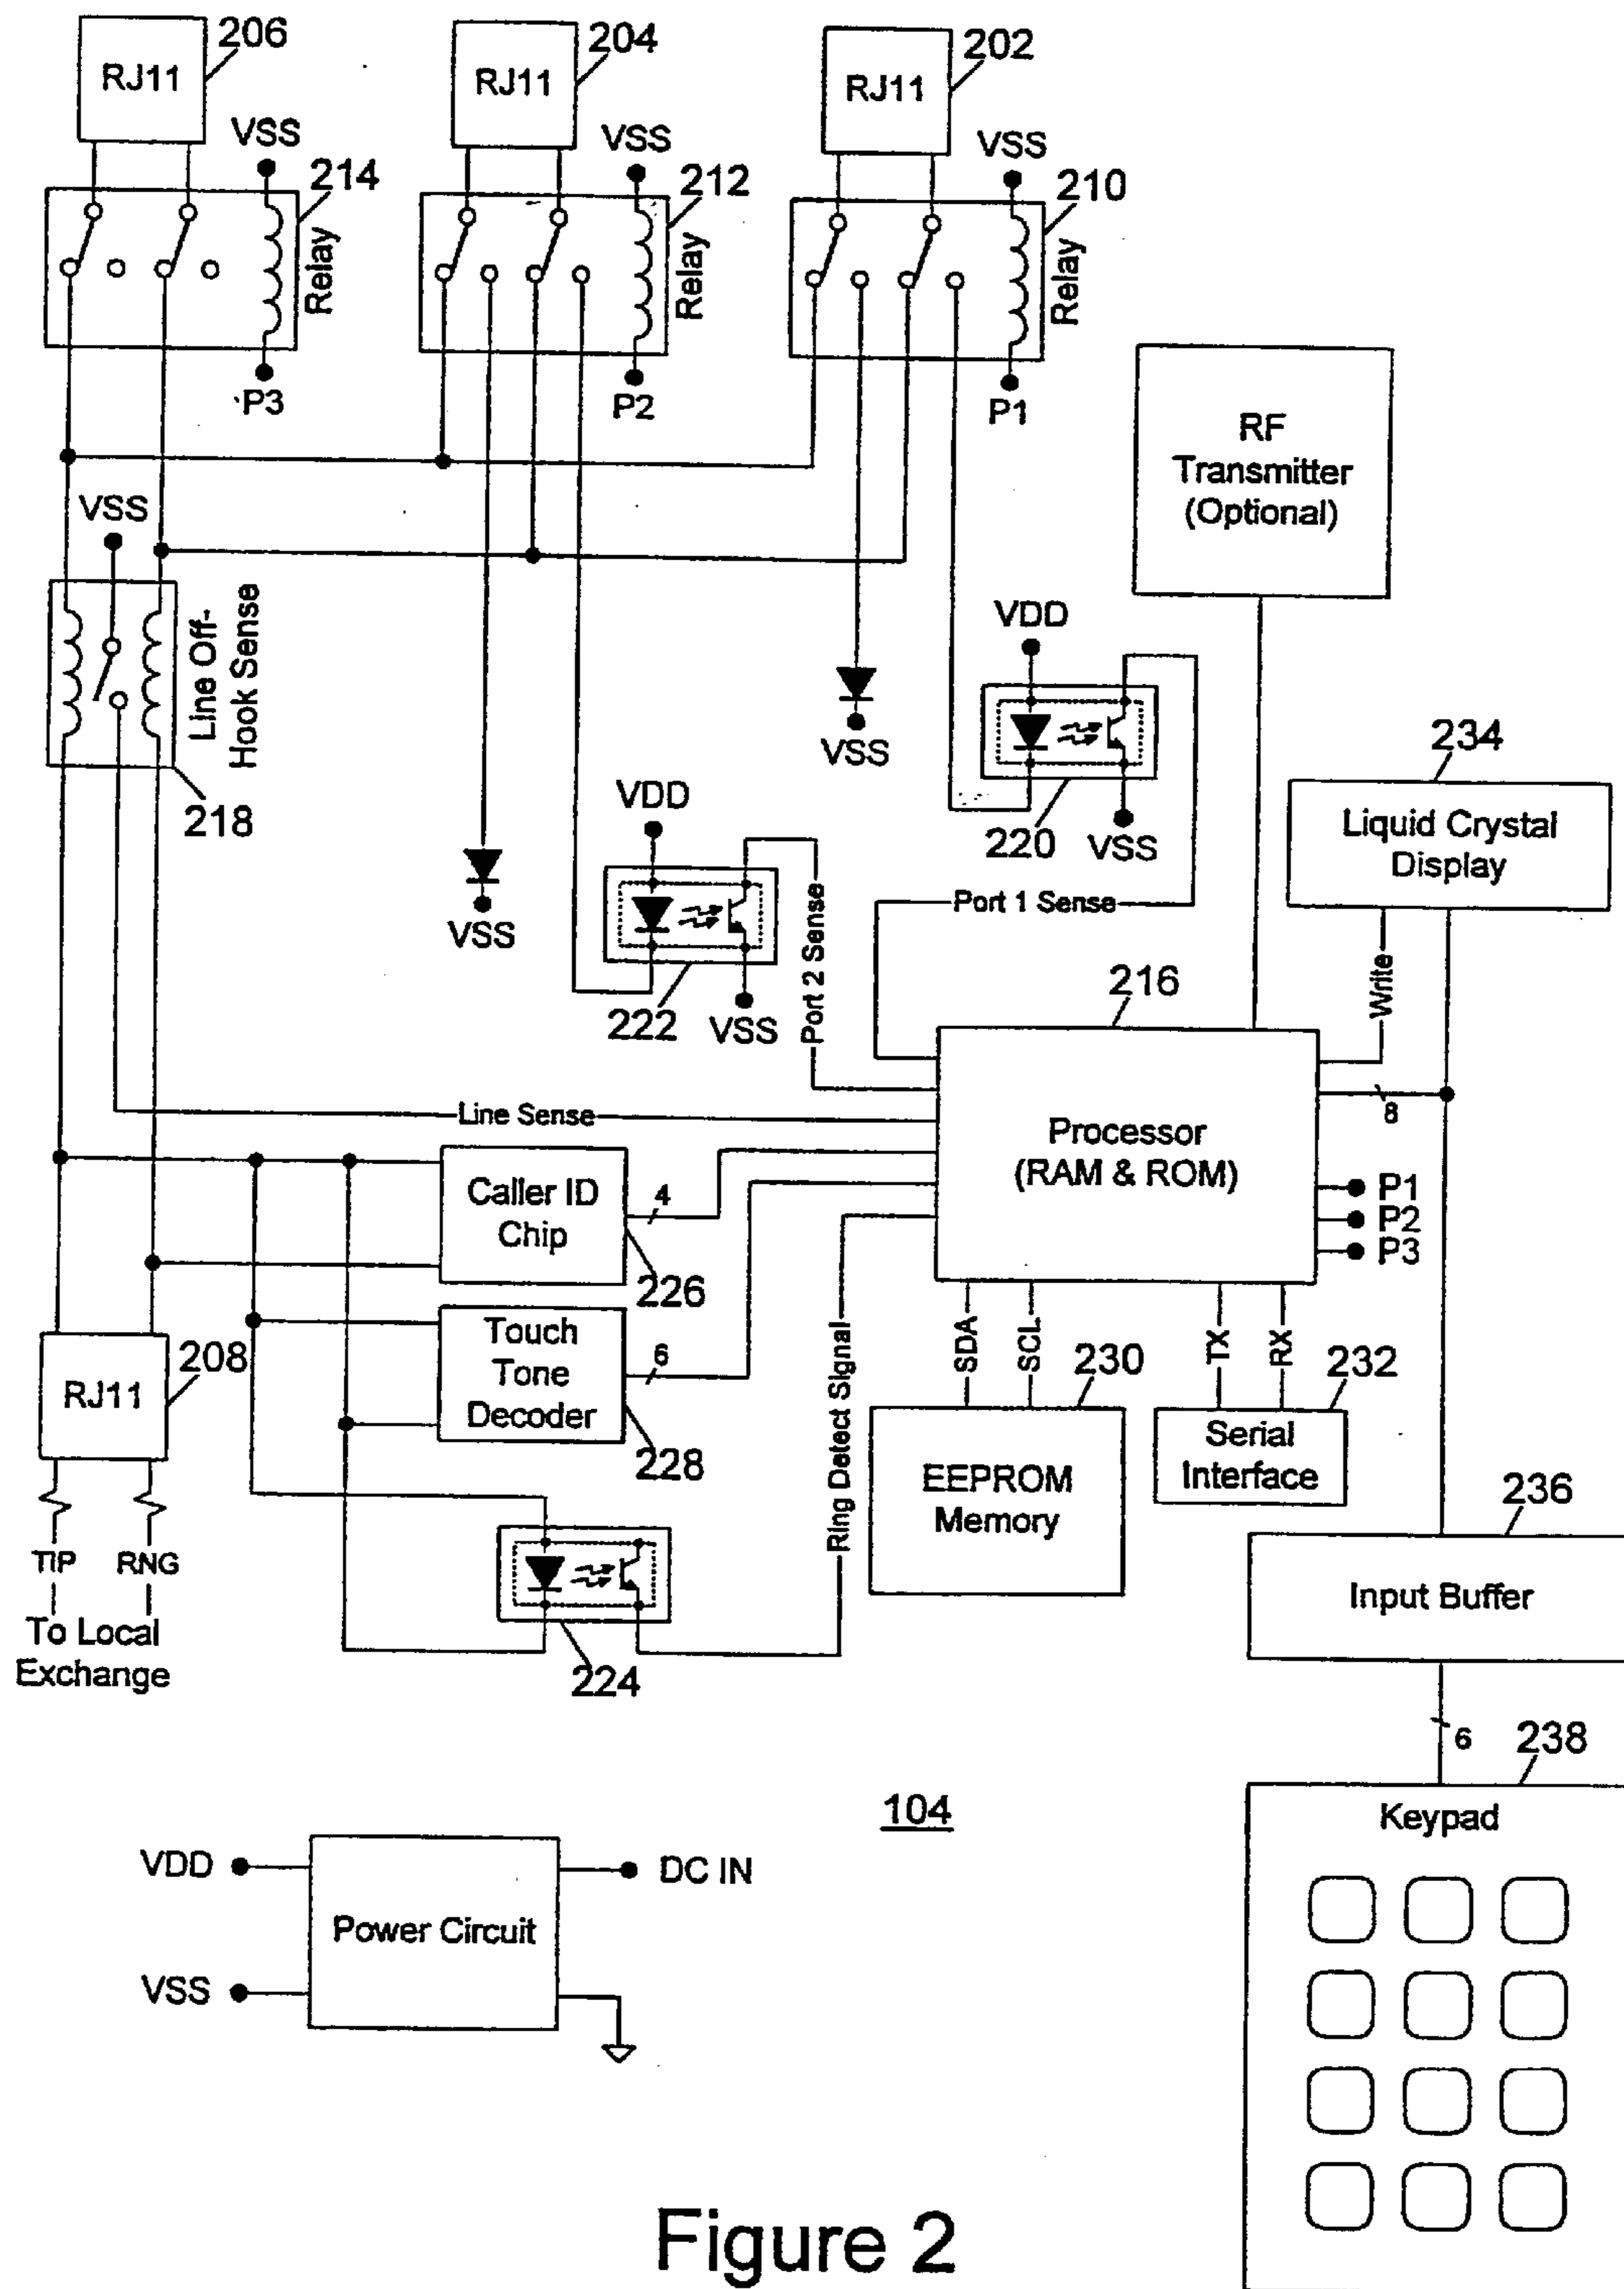 206
RJ11
204
RJ11
202
RJ11
VSS
214
Relay
P3
VSS
212
Relay
P2
VSS
210
Relay
P1
RF
Transmitter
(Optional)
VSS
Line Off-
Hook Sense
218
VSS
VDD
222
VSS
Port 2 Sense
VSS
VDD
220
VSS
Port 1 Sense
234
Liquid Crystal
Display
Write
216
Processor
(RAM & ROM)
8
P1
P2
P3
Line Sense
Caller ID
Chip
4
226
Touch
Tone
Decoder
6
228
208
RJ11
TIP
RNG
To Local
Exchange
224
Ring Detect Signal
SDA
SCL
230
EEPROM
Memory
TX
RX
232
Serial
Interface
236
Input Buffer
6
238
Keypad
104
VDD
VSS
Power Circuit
DC IN
Figure 2